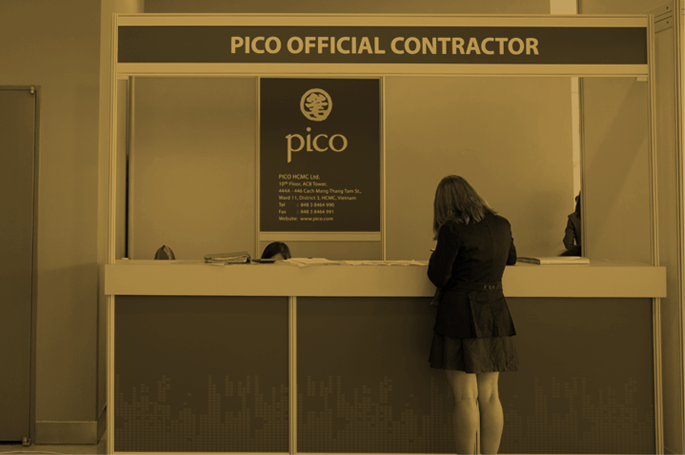 PICO OFFICIAL CONTRACTOR
pico
PICO HCMC Ltd.
10th Floor, ACB Tower,
444A - 446 Cach Mang Thang Tam St.,
Ward 11, District 3, HCMC, Vietnam
Tel : 848 3 8464 990
Fax : 848 3 8464 991
Website: www.pico.com